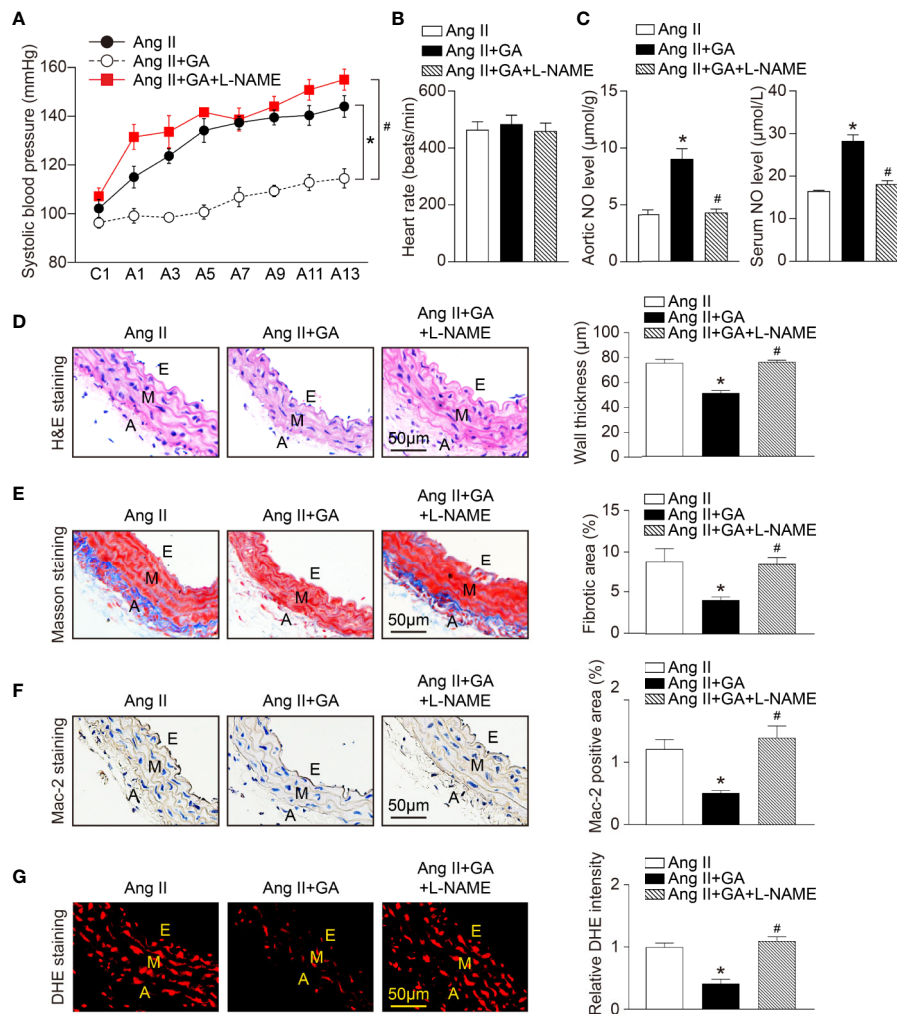 A
Ang II
Ang II+GA
Ang II+GA+L-NAME
Systolic blood pressure (mmHg)
160
140
120
100
80
C1 A1 A3 A5 A7 A9 A11 A13
*
#
B
Ang II
Ang II+GA
Ang II+GA+L-NAME
Heart rate (beats/min)
600
400
200
0
C
Aortic NO level (μmol/g)
15
10
5
0
*
#
Serum NO level (μmol/L)
40
30
20
10
0
*
#
D
Ang II
Ang II+GA
Ang II+GA
+L-NAME
H&E staining
E
M
A
E
M
A
E
M
A
50μm
Ang II
Ang II+GA
Ang II+GA+L-NAME
Wall thickness (μm)
100
80
60
40
20
0
*
#
E
Ang II
Ang II+GA
Ang II+GA
+L-NAME
Masson staining
E
M
A
E
M
A
E
M
A
50μm
Ang II
Ang II+GA
Ang II+GA+L-NAME
Fibrotic area (%)
15
10
5
0
*
#
F
Ang II
Ang II+GA
Ang II+GA
+L-NAME
Mac-2 staining
E
M
A
E
M
A
E
M
A
50μm
Ang II
Ang II+GA
Ang II+GA+L-NAME
Mac-2 positive area (%)
2
1
0
*
#
G
Ang II
Ang II+GA
Ang II+GA
+L-NAME
DHE staining
E
M
A
E
M
A
E
M
A
50μm
Ang II
Ang II+GA
Ang II+GA+L-NAME
Relative DHE intensity
2
1
0
*
#